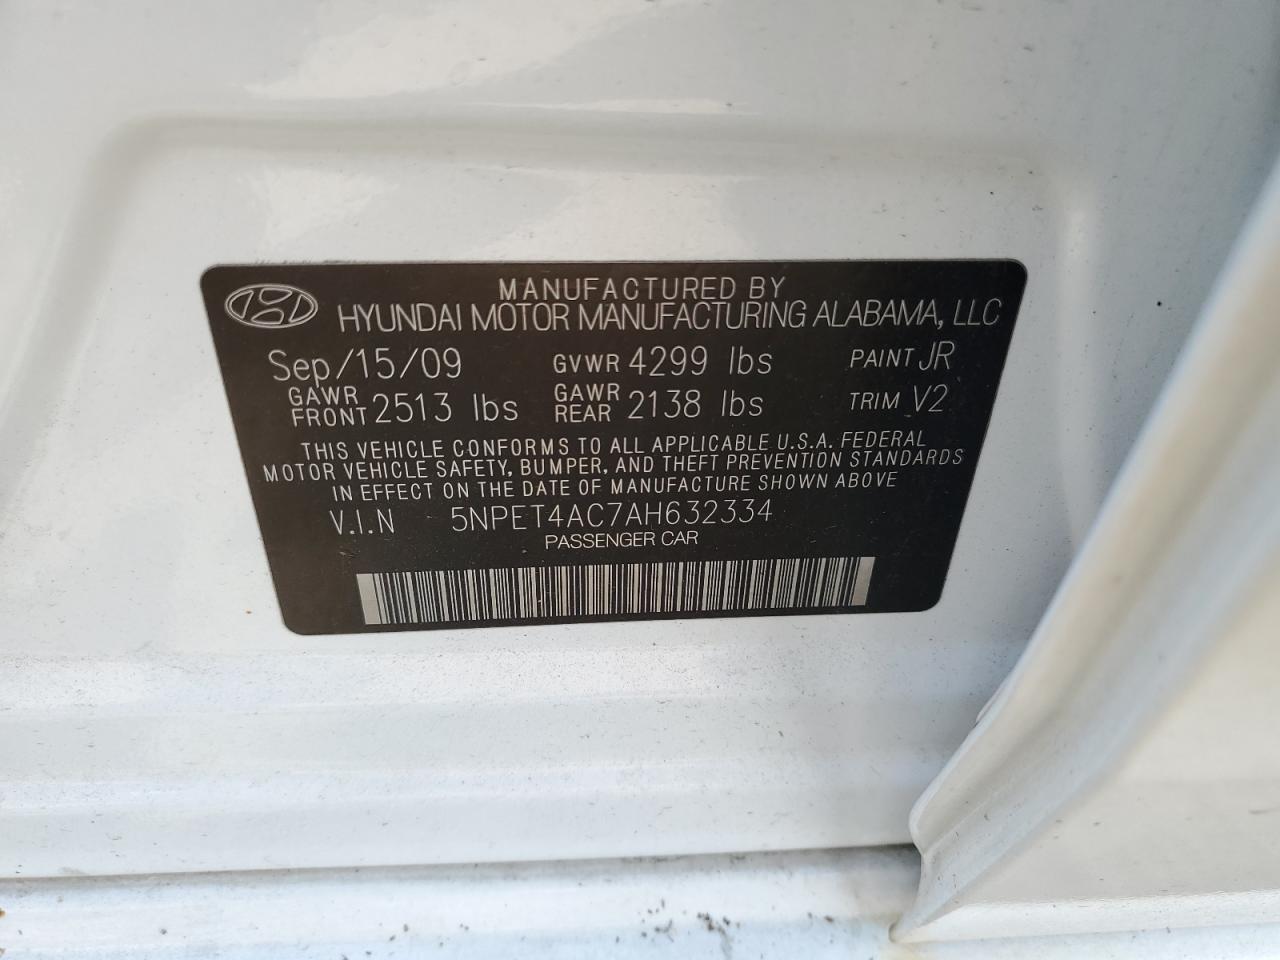 MANUFACTURED BY
HYUNDAI MOTOR MANUFACTURING ALABAMA, LLC
Sep/15/09 GVWR 4299 lbs PAINT JR
GAWR FRONT 2513 lbs GAWR REAR 2138 lbs TRIM V2
THIS VEHICLE CONFORMS TO ALL APPLICABLE U.S.A. FEDERAL
MOTOR VEHICLE SAFETY, BUMPER, AND THEFT PREVENTION STANDARDS
IN EFFECT ON THE DATE OF MANUFACTURE SHOWN ABOVE
V.I.N 5NPET4AC7AH632334
PASSENGER CAR